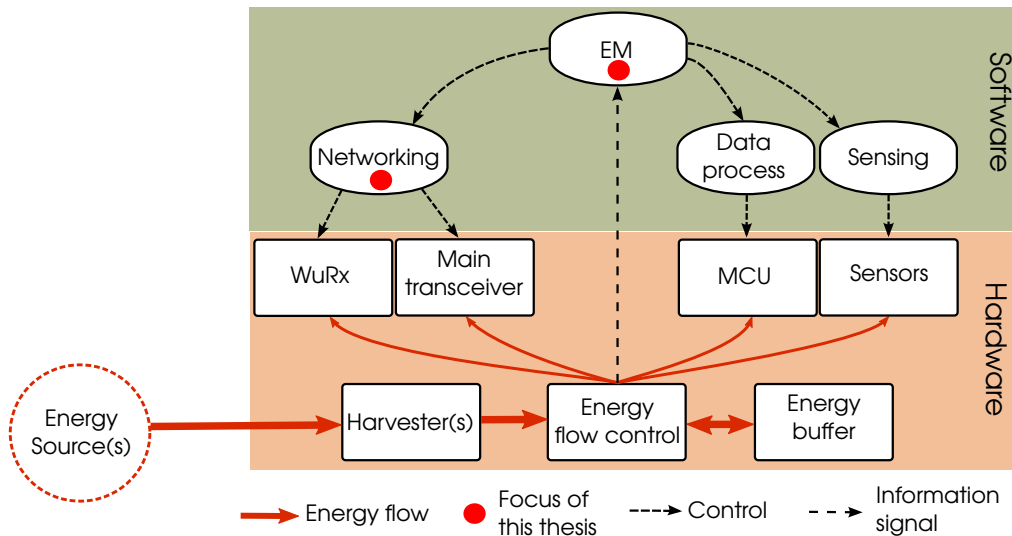 EM
Software
Networking
Data
process
Sensing
WuRx
Main
transceiver
MCU
Sensors
Hardware
Energy
Source(s)
Harvester(s)
Energy
flow control
Energy
buffer
Energy flow
Focus of
this thesis
Control
Information
signal